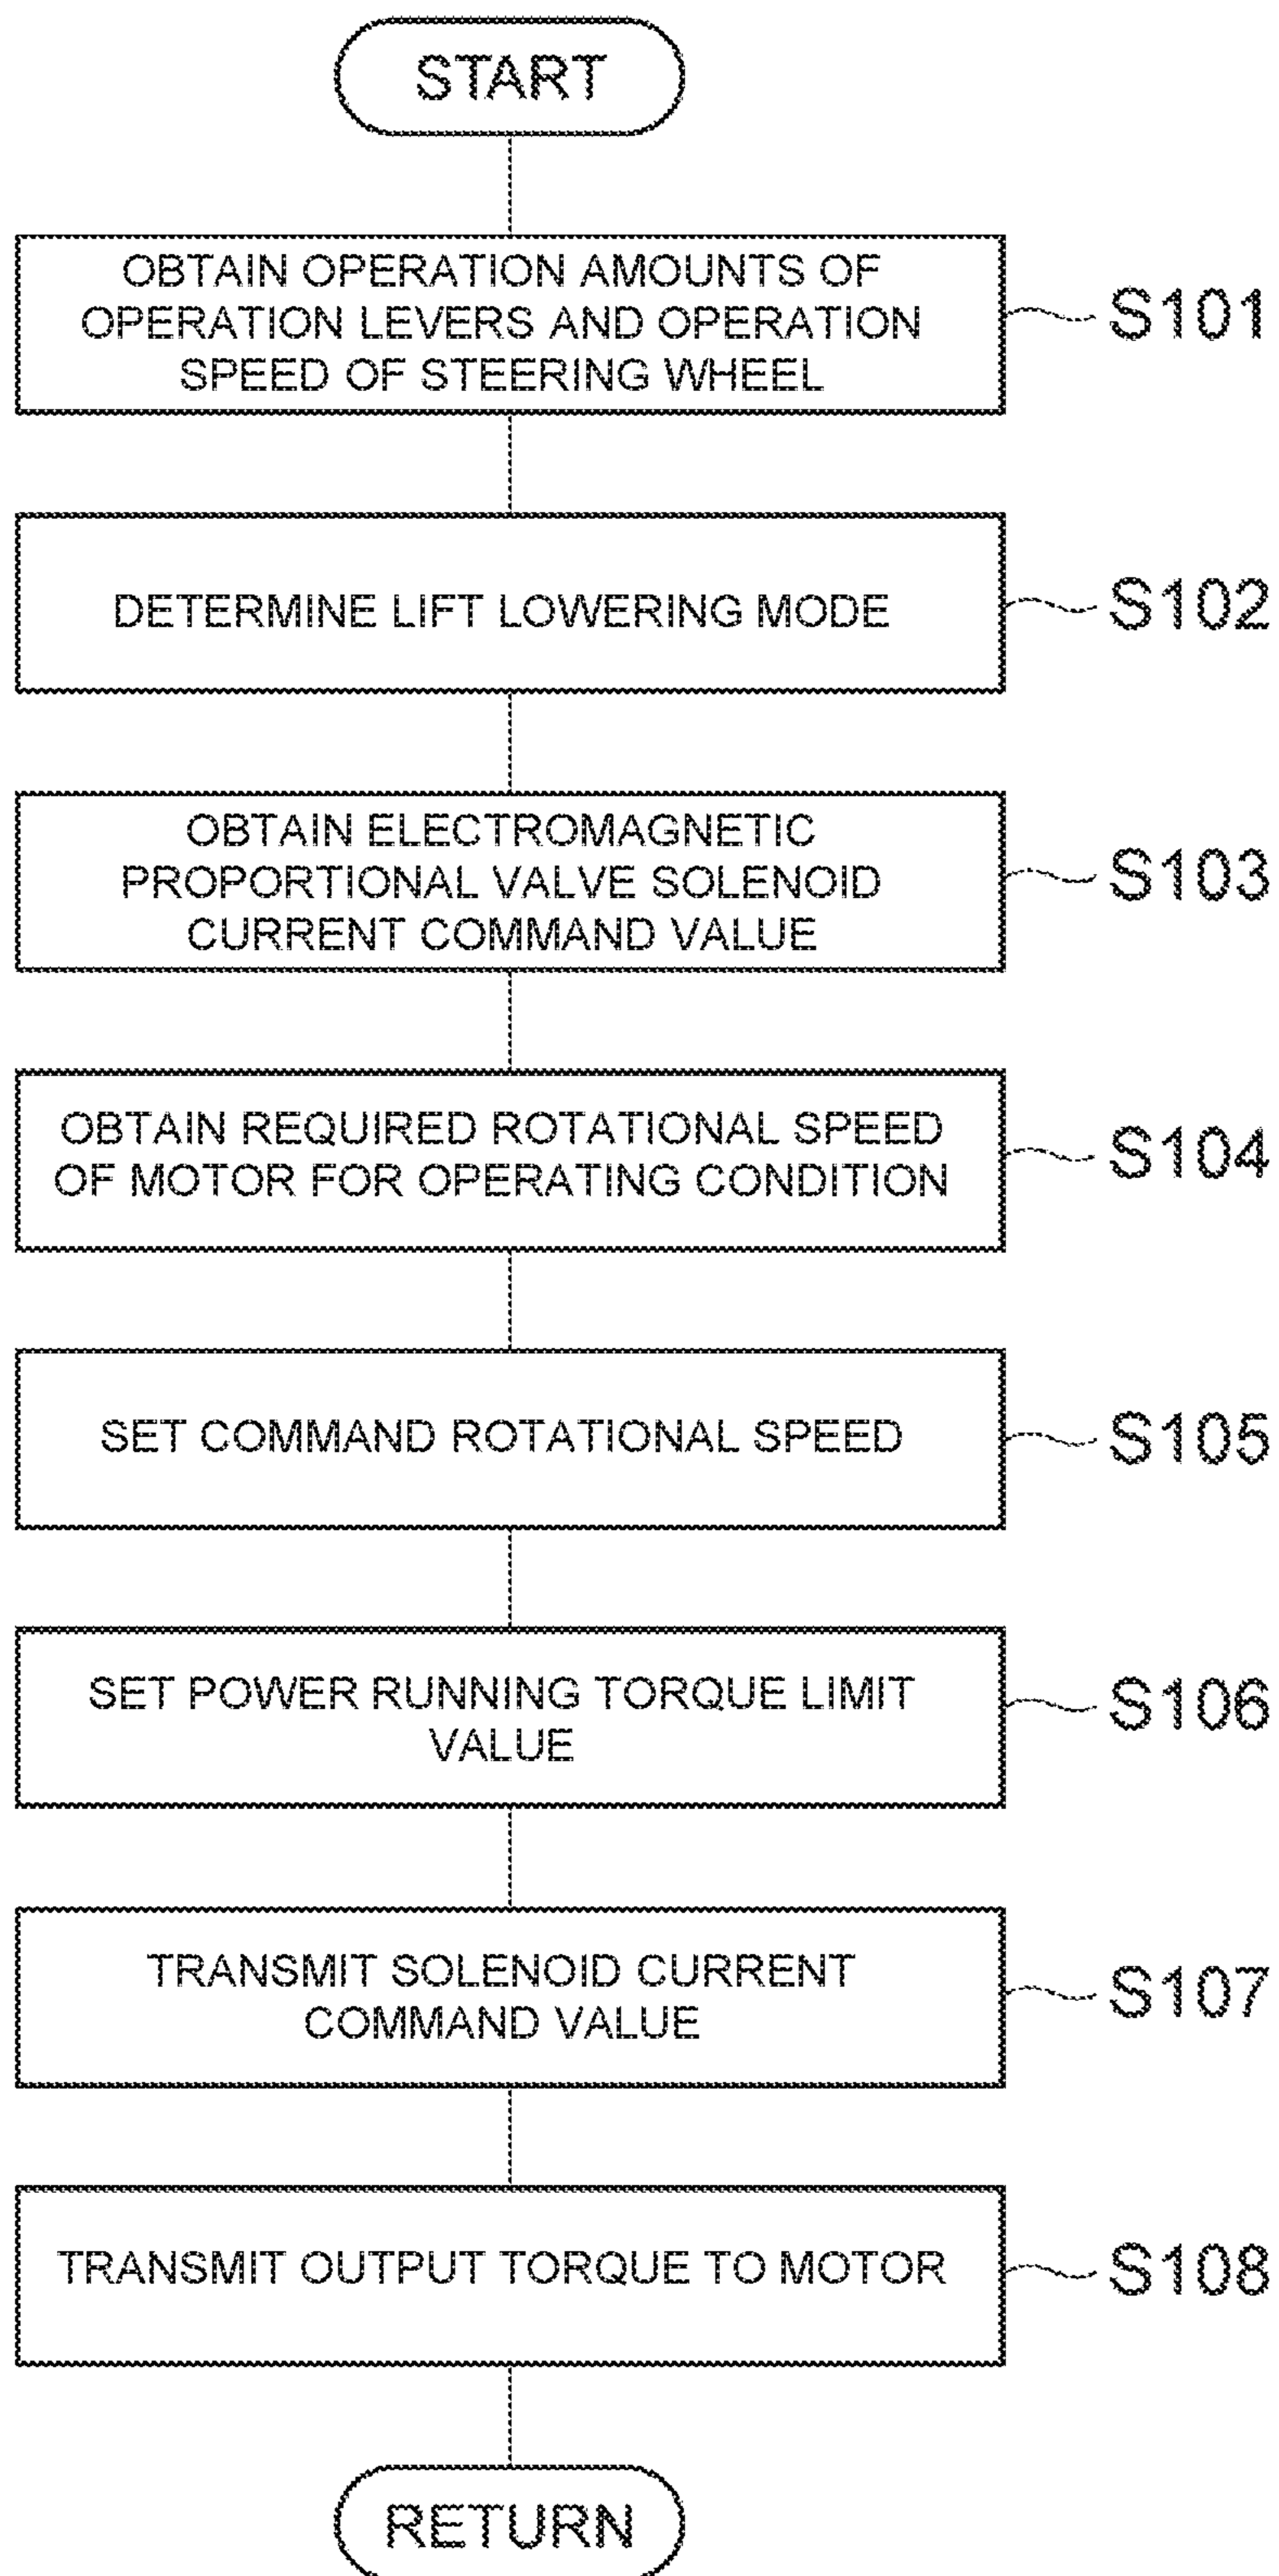 START
OBTAIN OPERATION AMOUNTS OF
OPERATION LEVERS AND OPERATION
SPEED OF STEERING WHEEL
S101
DETERMINE LIFT LOWERING MODE
S102
OBTAIN ELECTROMAGNETIC
PROPORTIONAL VALVE SOLENOID
CURRENT COMMAND VALUE
S103
OBTAIN REQUIRED ROTATIONAL SPEED
OF MOTOR FOR OPERATING CONDITION
S104
SET COMMAND ROTATIONAL SPEED
S105
SET POWER RUNNING TORQUE LIMIT
VALUE
S106
TRANSMIT SOLENOID CURRENT
COMMAND VALUE
S107
TRANSMIT OUTPUT TORQUE TO MOTOR
S108
RETURN